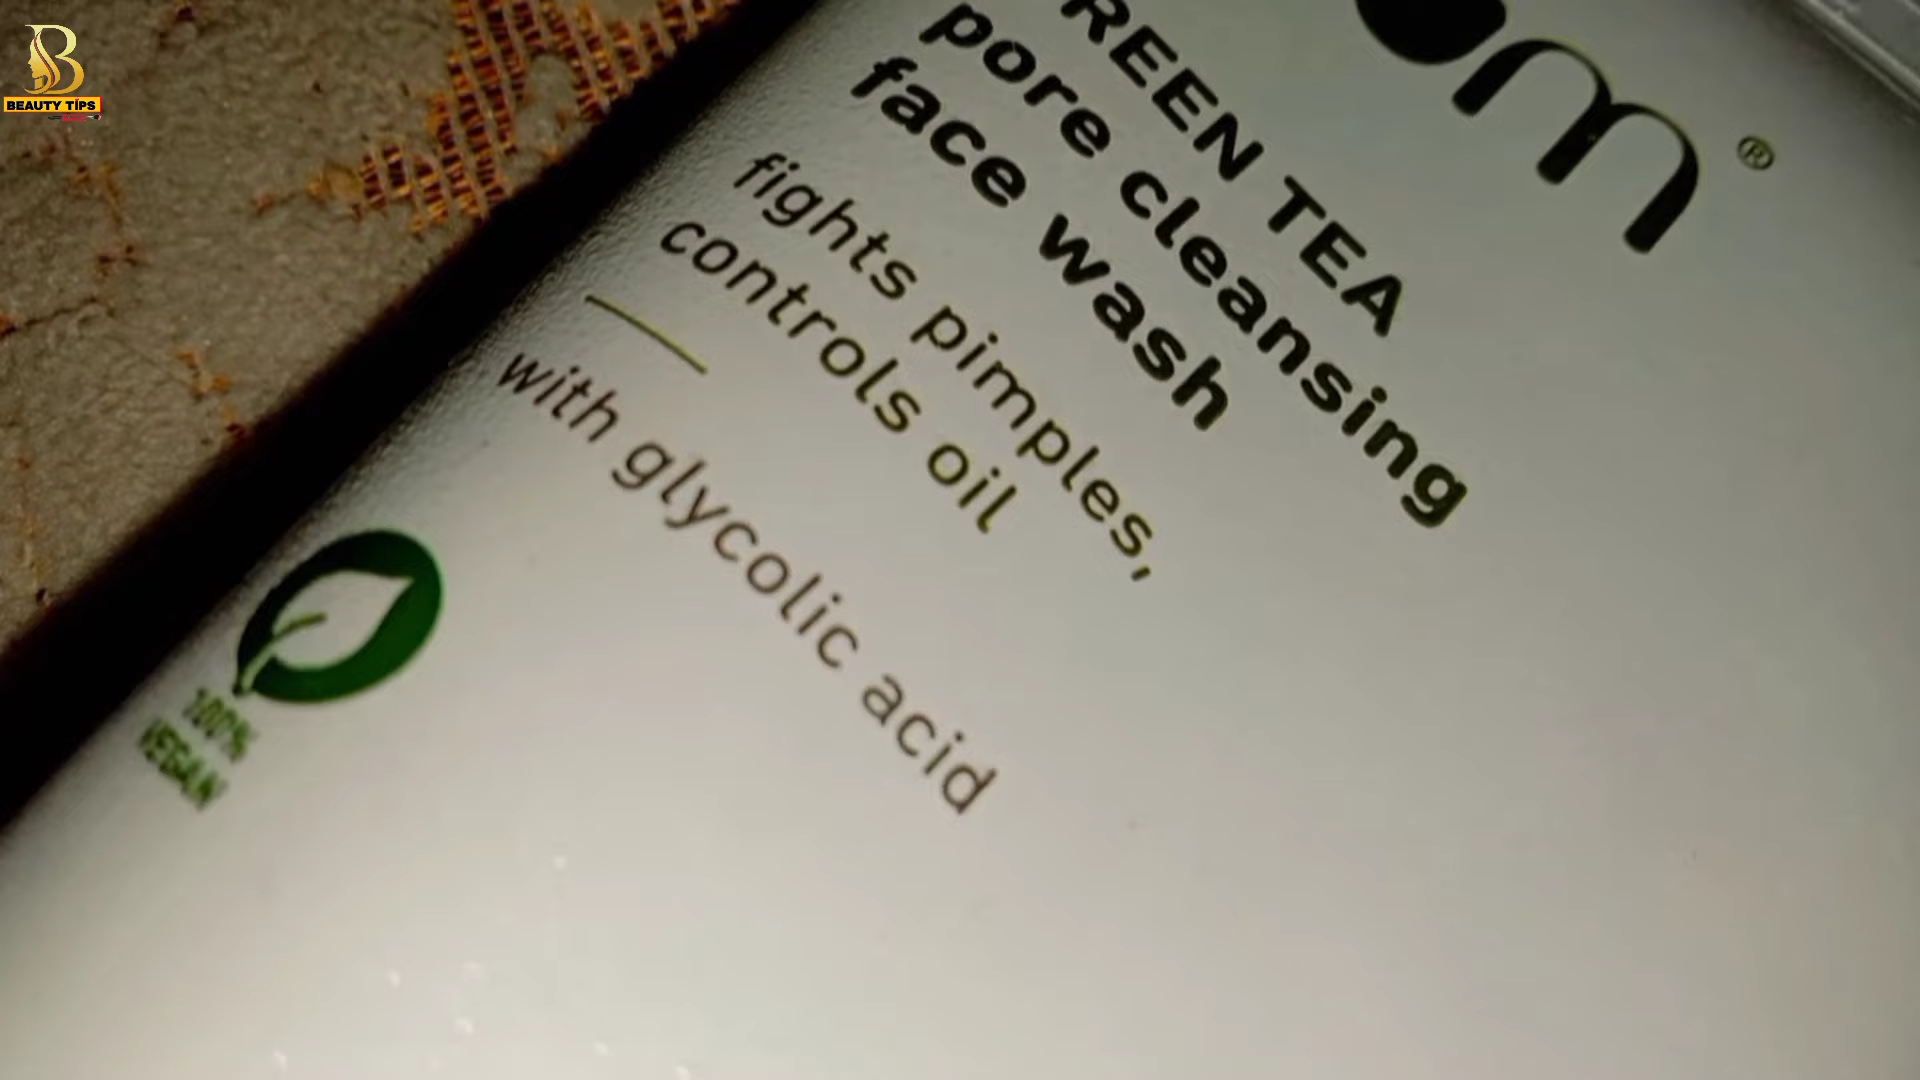 BEAUTY TIPS
m®
REEN TEA
pore cleansing
face wash
fights pimples,
controls oil
with glycolic acid
100%
VEGAN